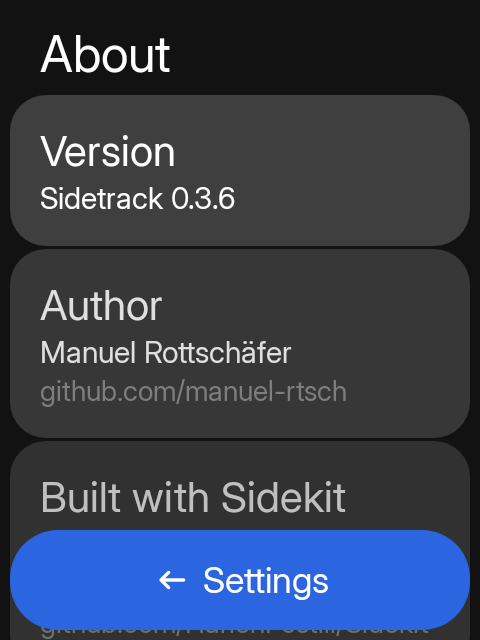 About
Version
Sidetrack 0.3.6
Author
Manuel Rottschäfer
github.com/manuel-rtsch
Built with Sidekit
← Settings